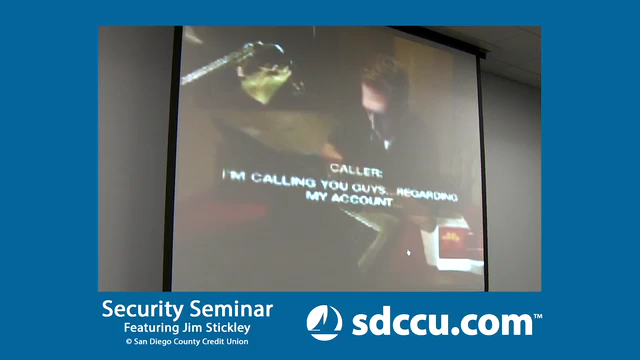 CALLER:
I'M CALLING YOU GUYS...REGARDING
MY ACCOUNT...
Security Seminar
Featuring Jim Stickley
© San Diego County Credit Union
sdccu.com™